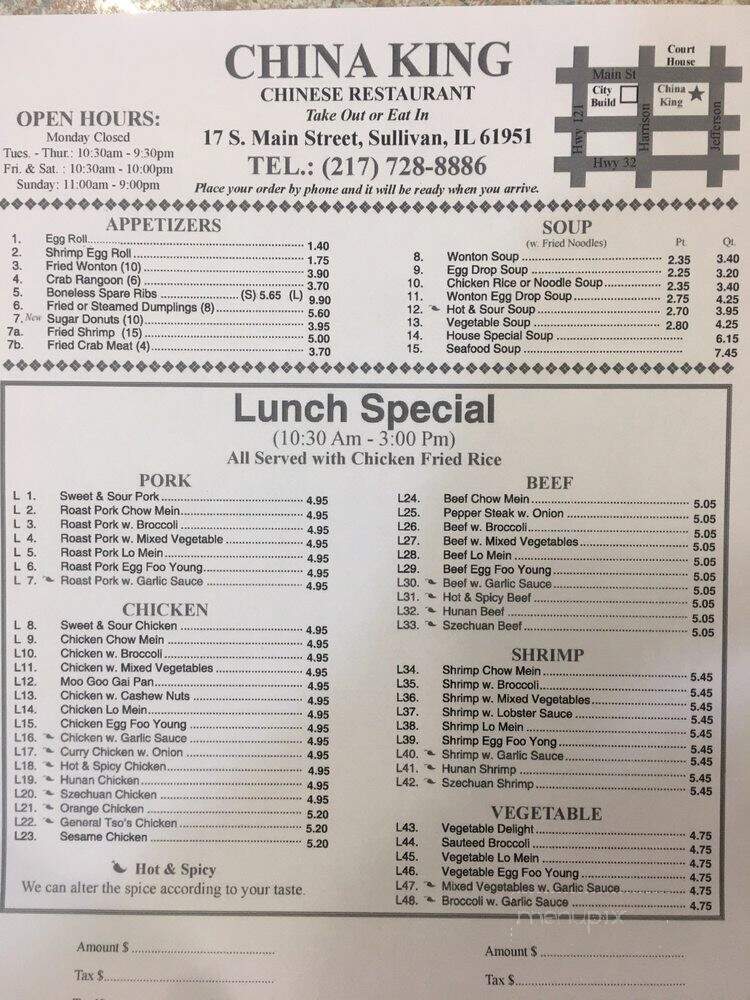 CHINA KING
CHINESE RESTAURANT
Take Out or Eat In
17 S. Main Street, Sullivan, IL 61951
TEL.: (217) 728-8886
Place your order by phone and it will be ready when you arrive.
OPEN HOURS:
Monday Closed
Tues. - Thur.: 10:30am - 9:30pm
Fri. & Sat. : 10:30am - 10:00pm
Sunday: 11:00am - 9:00pm
Court
House
Main St
City
Build
China
King
Hwy 121
Harrison
Jefferson
Hwy 32
APPETIZERS
1. Egg Roll 1.40
2. Shrimp Egg Roll 1.75
3. Fried Wonton (10) 3.90
4. Crab Rangoon (6) 3.70
5. Boneless Spare Ribs (S) 5.65 (L) 9.90
6. Fried or Steamed Dumplings (8) 5.60
7. New Sugar Donuts (10) 3.95
7a. Fried Shrimp (15) 5.00
7b. Fried Crab Meat (4) 3.70
SOUP
(w. Fried Noodles) Pt. Qt.
8. Wonton Soup 2.35 3.40
9. Egg Drop Soup 2.25 3.20
10. Chicken Rice or Noodle Soup 2.35 3.40
11. Wonton Egg Drop Soup 2.75 4.25
12. Hot & Sour Soup 2.70 3.95
13. Vegetable Soup 2.80 4.25
14. House Special Soup 6.15
15. Seafood Soup 7.45
Lunch Special
(10:30 Am - 3:00 Pm)
All Served with Chicken Fried Rice
PORK
L 1. Sweet & Sour Pork 4.95
L 2. Roast Pork Chow Mein 4.95
L 3. Roast Pork w. Broccoli 4.95
L 4. Roast Pork w. Mixed Vegetable 4.95
L 5. Roast Pork Lo Mein 4.95
L 6. Roast Pork Egg Foo Young 4.95
L 7. Roast Pork w. Garlic Sauce 4.95
CHICKEN
L 8. Sweet & Sour Chicken 4.95
L 9. Chicken Chow Mein 4.95
L10. Chicken w. Broccoli 4.95
L11. Chicken w. Mixed Vegetables 4.95
L12. Moo Goo Gai Pan 4.95
L13. Chicken w. Cashew Nuts 4.95
L14. Chicken Lo Mein 4.95
L15. Chicken Egg Foo Young 4.95
L16. Chicken w. Garlic Sauce 4.95
L17. Curry Chicken w. Onion 4.95
L18. Hot & Spicy Chicken 4.95
L19. Hunan Chicken 4.95
L20. Szechuan Chicken 4.95
L21. Orange Chicken 5.20
L22. General Tso's Chicken 5.20
L23. Sesame Chicken 5.20
Hot & Spicy
We can alter the spice according to your taste.
BEEF
L24. Beef Chow Mein 5.05
L25. Pepper Steak w. Onion 5.05
L26. Beef w. Broccoli 5.05
L27. Beef w. Mixed Vegetables 5.05
L28. Beef Lo Mein 5.05
L29. Beef Egg Foo Young 5.05
L30. Beef w. Garlic Sauce 5.05
L31. Hot & Spicy Beef 5.05
L32. Hunan Beef 5.05
L33. Szechuan Beef 5.05
SHRIMP
L34. Shrimp Chow Mein 5.45
L35. Shrimp w. Broccoli 5.45
L36. Shrimp w. Mixed Vegetables 5.45
L37. Shrimp w. Lobster Sauce 5.45
L38. Shrimp Lo Mein 5.45
L39. Shrimp Egg Foo Yong 5.45
L40. Shrimp w. Garlic Sauce 5.45
L41. Hunan Shrimp 5.45
L42. Szechuan Shrimp 5.45
VEGETABLE
L43. Vegetable Delight 4.75
L44. Sauteed Broccoli 4.75
L45. Vegetable Lo Mein 4.75
L46. Vegetable Egg Foo Young 4.75
L47. Mixed Vegetables w. Garlic Sauce 4.75
L48. Broccoli w. Garlic Sauce 4.75
menupix
Amount $
Tax $
Amount $
Tax $